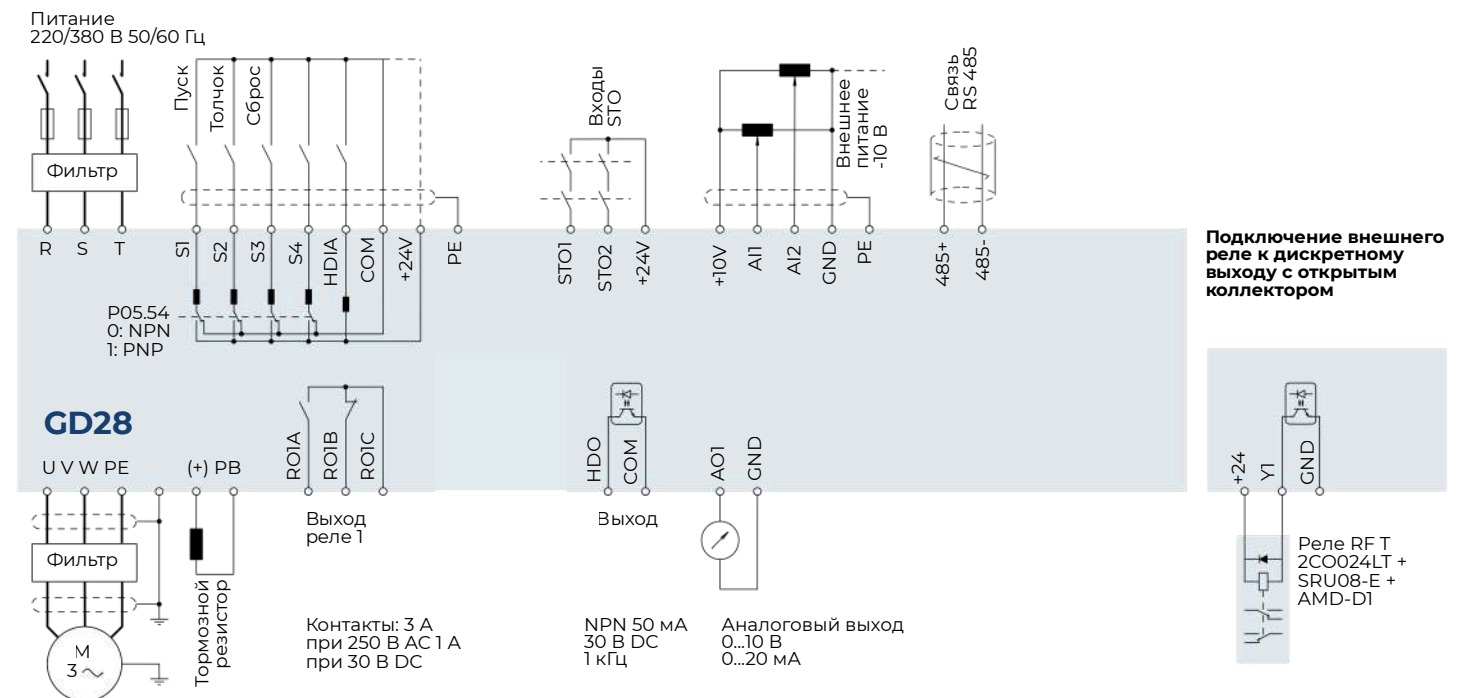 Питание
220/380 В 50/60 Гц
Пуск
Толчок
Сброс
Входы
STO
Внешнее
питание
-10 В
Связь
RS 485
Фильтр
R
S
T
S1
S2
S3
S4
HDIA
COM
+24V
PE
STO1
STO2
+24V
+10V
AI1
AI2
GND
PE
485+
485-
Подключение внешнего
реле к дискретному
выходу с открытым
коллектором
P05.54
0: NPN
1: PNP
GD28
U V W PE
(+) PB
RO1A
RO1B
RO1C
HDO
COM
AO1
GND
+24
Y1
GND
Выход
реле 1
Выход
Фильтр
Тормозной
резистор
Реле RF T
2CO024LT +
SRU08-E +
AMD-D1
М
3
Контакты: 3 А
при 250 В AC 1 А
при 30 В DC
NPN 50 мА
30 В DC
1 кГц
Аналоговый выход
0...10 В
0...20 мА